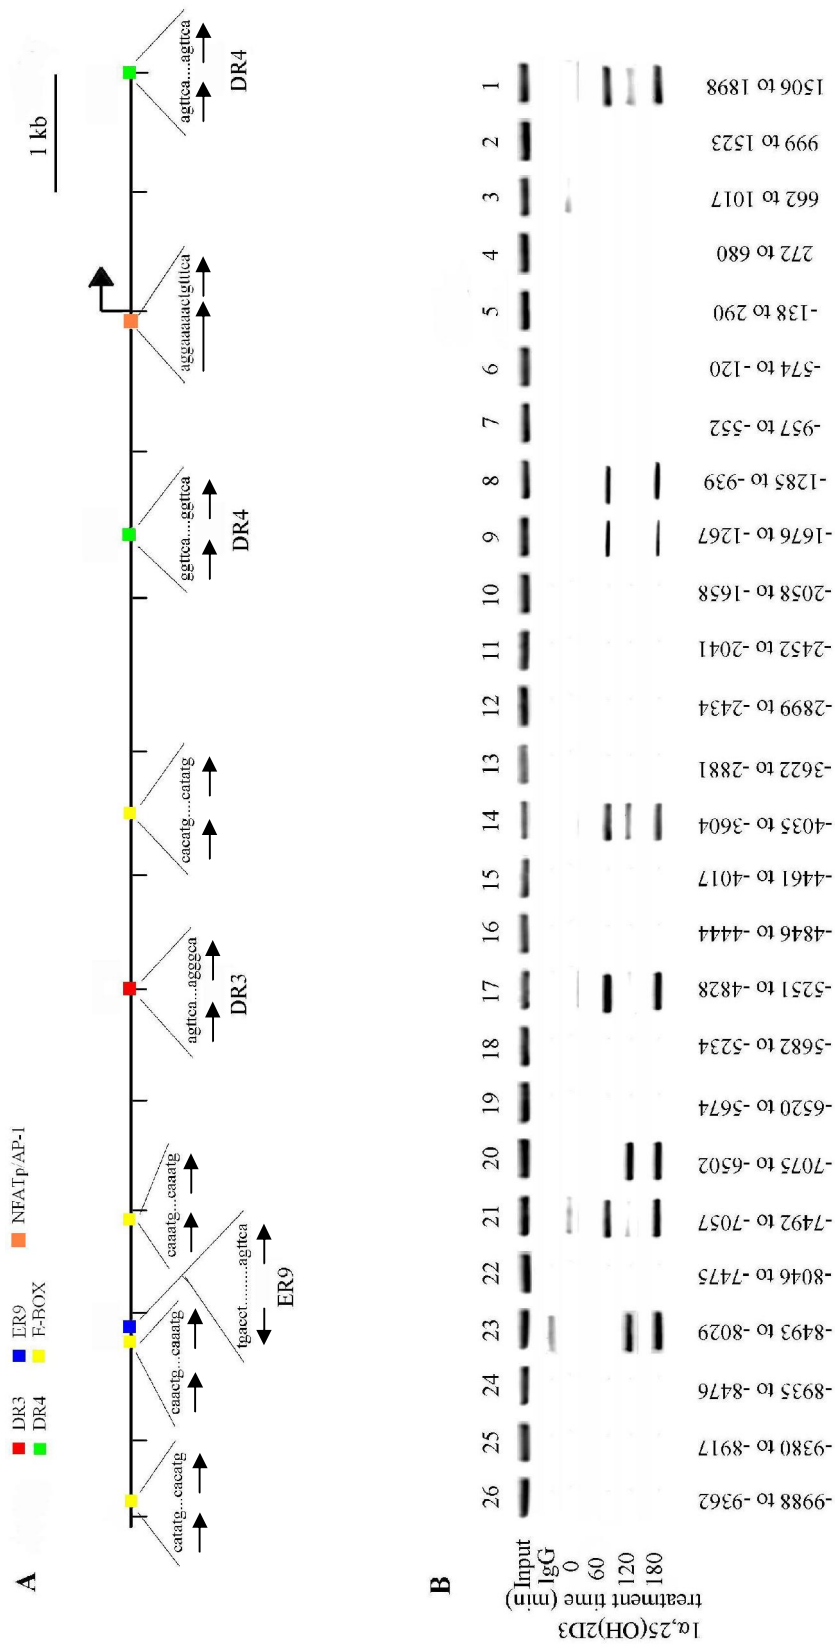 A
DR3 ER9 NFATp/AP-1
DR4 E-BOX
1 kb
catatg...cacatg
caactg...caaatg
tgacct.........agttca
ER9
caaatg...caaatg
agttca...agggca
DR3
cacatg....catatg
ggttca....ggttca
DR4
aggaaaaactgtttca
agttca....agttca
DR4
B
26 25 24 23 22 21 20 19 18 17 16 15 14 13 12 11 10 9 8 7 6 5 4 3 2 1
Input
IgG
0
60
120
180
treatment time (min)
1α,25(OH)2D3
-9988 to -9362
-9380 to -8917
-8935 to -8476
-8493 to -8029
-8046 to -7475
-7492 to -7057
-7075 to -6502
-6520 to -5674
-5682 to -5234
-5251 to -4828
-4846 to -4444
-4461 to -4017
-4035 to -3604
-3622 to -2881
-2899 to -2434
-2452 to -2041
-2058 to -1658
-1676 to -1267
-1285 to -939
-957 to -552
-574 to -120
-138 to 290
272 to 680
662 to 1017
999 to 1523
1506 to 1898